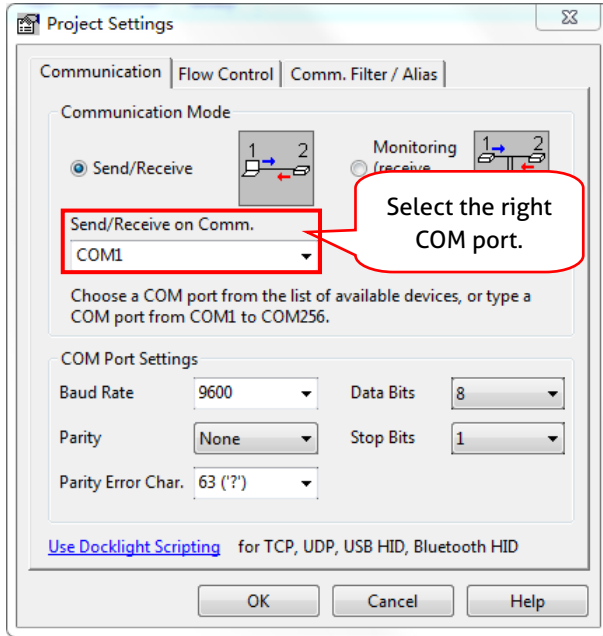 Project Settings
Communication
Flow Control
Comm. Filter / Alias
Communication Mode
Send/Receive
1 2
Monitoring
(receive
1 2
Send/Receive on Comm.
COM1
Select the right
COM port.
Choose a COM port from the list of available devices, or type a
COM port from COM1 to COM256.
COM Port Settings
Baud Rate 9600 Data Bits 8
Parity None Stop Bits 1
Parity Error Char. 63 ('?')
Use Docklight Scripting for TCP, UDP, USB HID, Bluetooth HID
OK Cancel Help